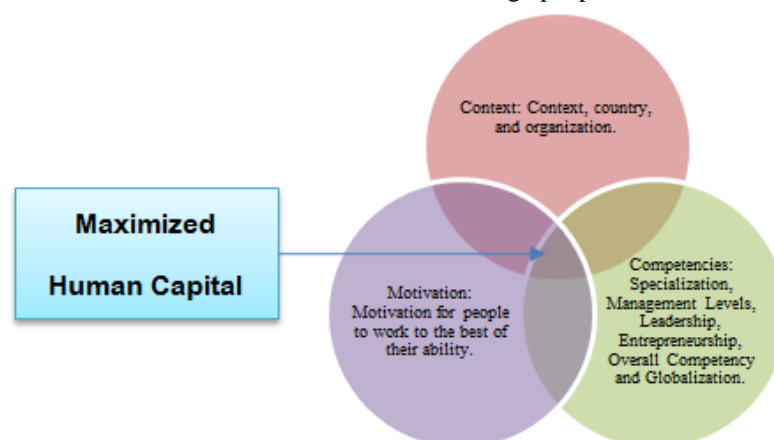 Context: Context, country,
and organization.
Maximized
Human Capital
Motivation:
Motivation for people
to work to the best of
their ability.
Competencies:
Specialization,
Management Levels,
Leadership,
Entrepreneurship,
Overall Competency
and Globalization.